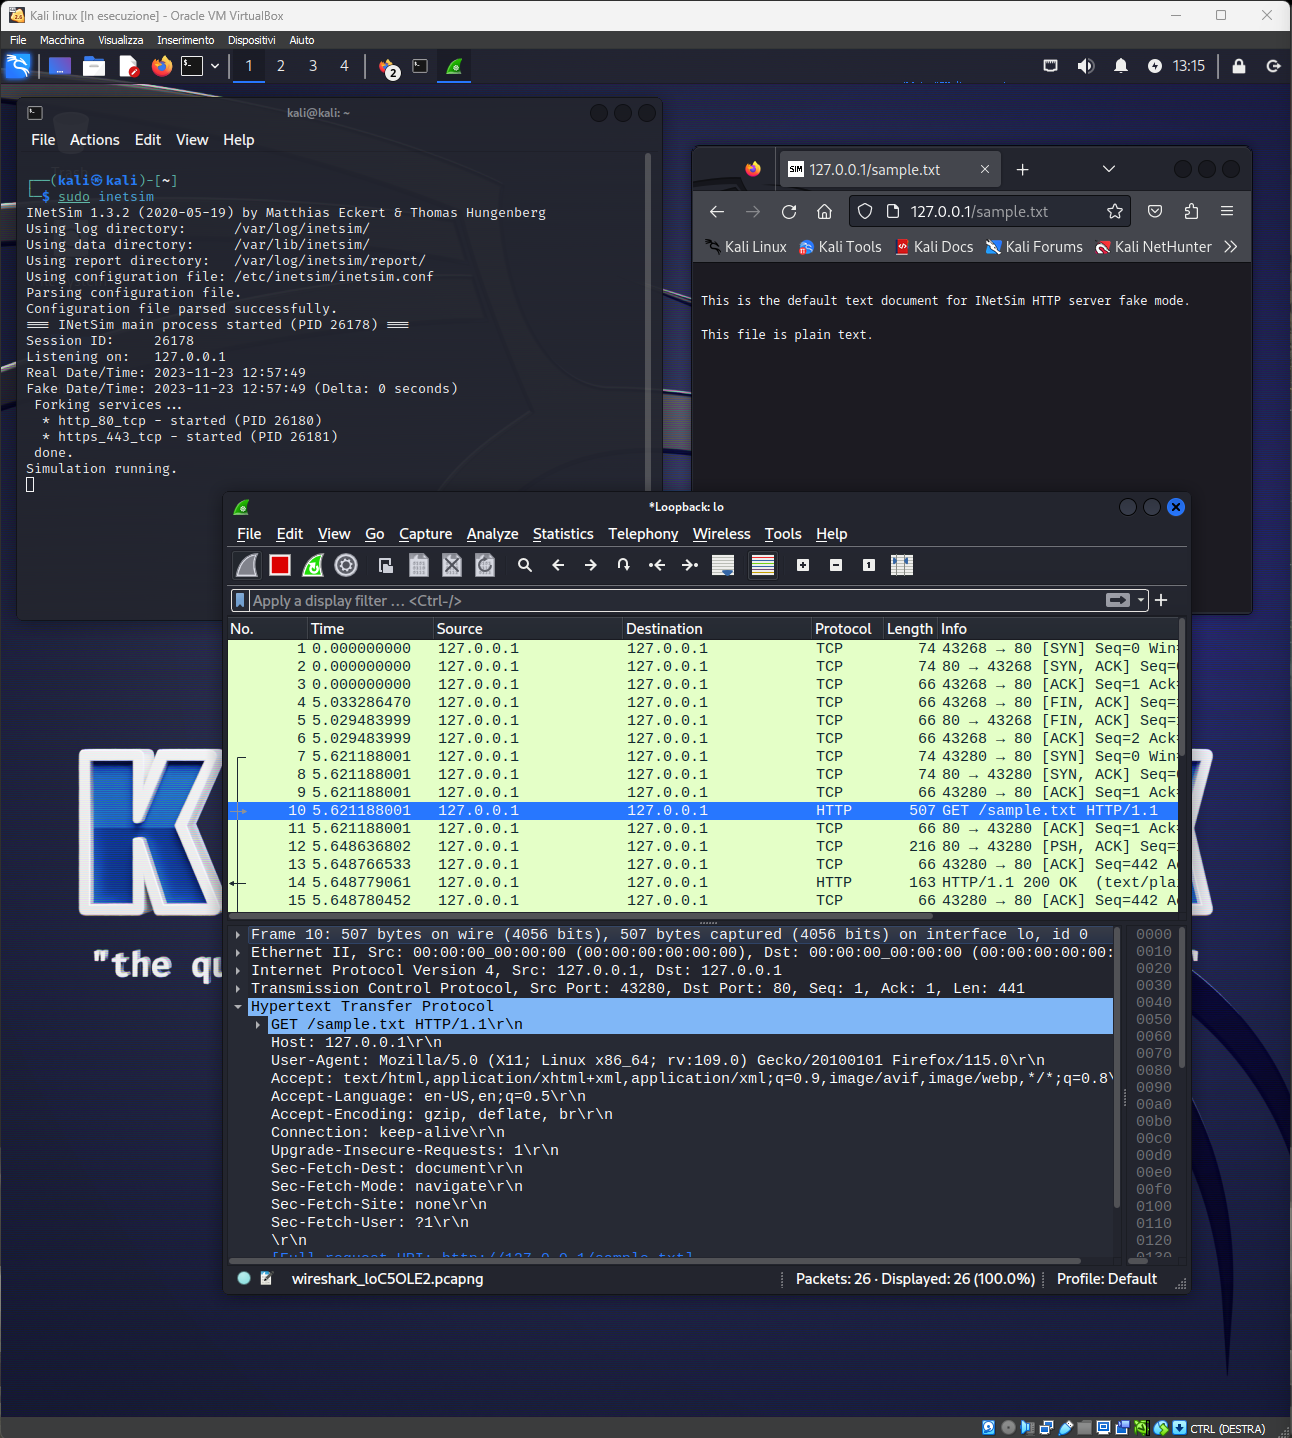 Kali linux [In esecuzione] - Oracle VM VirtualBox
File Macchina Visualizza Inserimento Dispositivi Aiuto
1 2 3 4 2 13:15
kali@kali: ~
File Actions Edit View Help
┌──(kali㉿kali)-[~]
└─$ sudo inetsim
INetSim 1.3.2 (2020-05-19) by Matthias Eckert & Thomas Hungenberg
Using log directory: /var/log/inetsim/
Using data directory: /var/lib/inetsim/
Using report directory: /var/log/inetsim/report/
Using configuration file: /etc/inetsim/inetsim.conf
Parsing configuration file.
Configuration file parsed successfully.
=== INetSim main process started (PID 26178) ===
Session ID: 26178
Listening on: 127.0.0.1
Real Date/Time: 2023-11-23 12:57:49
Fake Date/Time: 2023-11-23 12:57:49 (Delta: 0 seconds)
Forking services...
* http_80_tcp - started (PID 26180)
* https_443_tcp - started (PID 26181)
done.
Simulation running.
SIM 127.0.0.1/sample.txt
127.0.0.1/sample.txt
Kali Linux Kali Tools Kali Docs Kali Forums Kali NetHunter
This is the default text document for INetSim HTTP server fake mode.
This file is plain text.
*Loopback: lo
File Edit View Go Capture Analyze Statistics Telephony Wireless Tools Help
Apply a display filter ... <Ctrl-/>
No. Time Source Destination Protocol Length Info
1 0.000000000 127.0.0.1 127.0.0.1 TCP 74 43268 → 80 [SYN] Seq=0 Win=
2 0.000000000 127.0.0.1 127.0.0.1 TCP 74 80 → 43268 [SYN, ACK] Seq=
3 0.000000000 127.0.0.1 127.0.0.1 TCP 66 43268 → 80 [ACK] Seq=1 Ack=
4 5.033286470 127.0.0.1 127.0.0.1 TCP 66 43268 → 80 [FIN, ACK] Seq=
5 5.029483999 127.0.0.1 127.0.0.1 TCP 66 80 → 43268 [FIN, ACK] Seq=
6 5.029483999 127.0.0.1 127.0.0.1 TCP 66 43268 → 80 [ACK] Seq=2 Ack=
7 5.621188001 127.0.0.1 127.0.0.1 TCP 74 43280 → 80 [SYN] Seq=0 Win=
8 5.621188001 127.0.0.1 127.0.0.1 TCP 74 80 → 43280 [SYN, ACK] Seq=
9 5.621188001 127.0.0.1 127.0.0.1 TCP 66 43280 → 80 [ACK] Seq=1 Ack=
10 5.621188001 127.0.0.1 127.0.0.1 HTTP 507 GET /sample.txt HTTP/1.1
11 5.621188001 127.0.0.1 127.0.0.1 TCP 66 80 → 43280 [ACK] Seq=1 Ack=
12 5.648636802 127.0.0.1 127.0.0.1 TCP 216 80 → 43280 [PSH, ACK] Seq=
13 5.648766533 127.0.0.1 127.0.0.1 TCP 66 43280 → 80 [ACK] Seq=442 A
14 5.648779061 127.0.0.1 127.0.0.1 HTTP 163 HTTP/1.1 200 OK (text/pla
15 5.648780452 127.0.0.1 127.0.0.1 TCP 66 43280 → 80 [ACK] Seq=442 A
Frame 10: 507 bytes on wire (4056 bits), 507 bytes captured (4056 bits) on interface lo, id 0
Ethernet II, Src: 00:00:00_00:00:00 (00:00:00:00:00:00), Dst: 00:00:00_00:00:00 (00:00:00:00:00:
Internet Protocol Version 4, Src: 127.0.0.1, Dst: 127.0.0.1
Transmission Control Protocol, Src Port: 43280, Dst Port: 80, Seq: 1, Ack: 1, Len: 441
Hypertext Transfer Protocol
GET /sample.txt HTTP/1.1\r\n
Host: 127.0.0.1\r\n
User-Agent: Mozilla/5.0 (X11; Linux x86_64; rv:109.0) Gecko/20100101 Firefox/115.0\r\n
Accept: text/html,application/xhtml+xml,application/xml;q=0.9,image/avif,image/webp,*/*;q=0.8\
Accept-Language: en-US,en;q=0.5\r\n
Accept-Encoding: gzip, deflate, br\r\n
Connection: keep-alive\r\n
Upgrade-Insecure-Requests: 1\r\n
Sec-Fetch-Dest: document\r\n
Sec-Fetch-Mode: navigate\r\n
Sec-Fetch-Site: none\r\n
Sec-Fetch-User: ?1\r\n
\r\n
[Full request URI: http://127.0.0.1/sample.txt]
0000
0010
0020
0030
0040
0050
0060
0070
0080
0090
00a0
00b0
00c0
00d0
00e0
00f0
0100
0110
0120
0130
wireshark_loC5OLE2.pcapng
Packets: 26 · Displayed: 26 (100.0%)
Profile: Default
K
"the qu
CTRL (DESTRA)